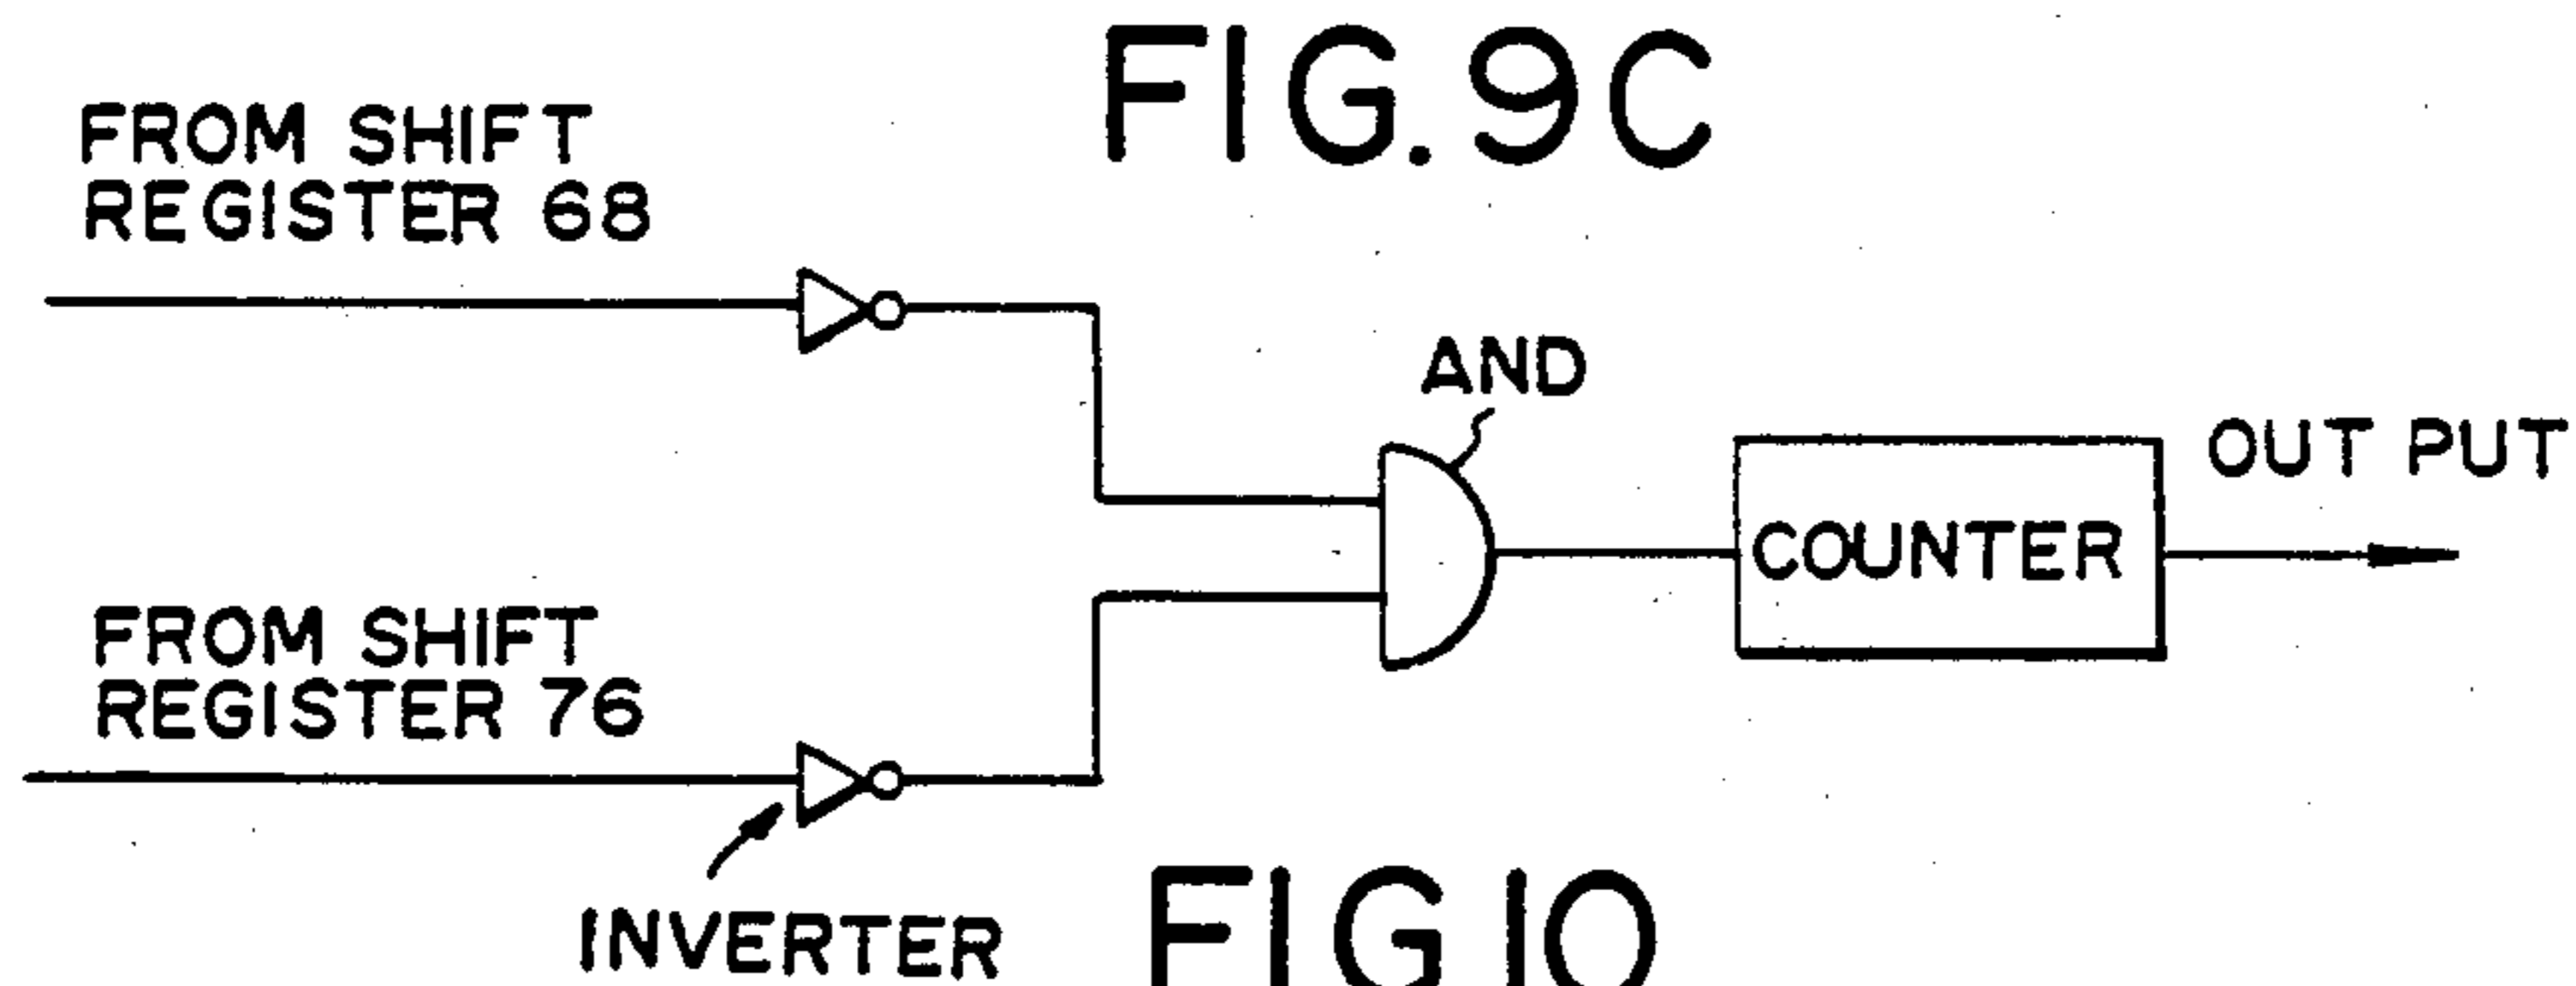 FIG. 9C
FROM SHIFT
REGISTER 68
AND
OUT PUT
COUNTER
FROM SHIFT
REGISTER 76
INVERTER
FIG 10